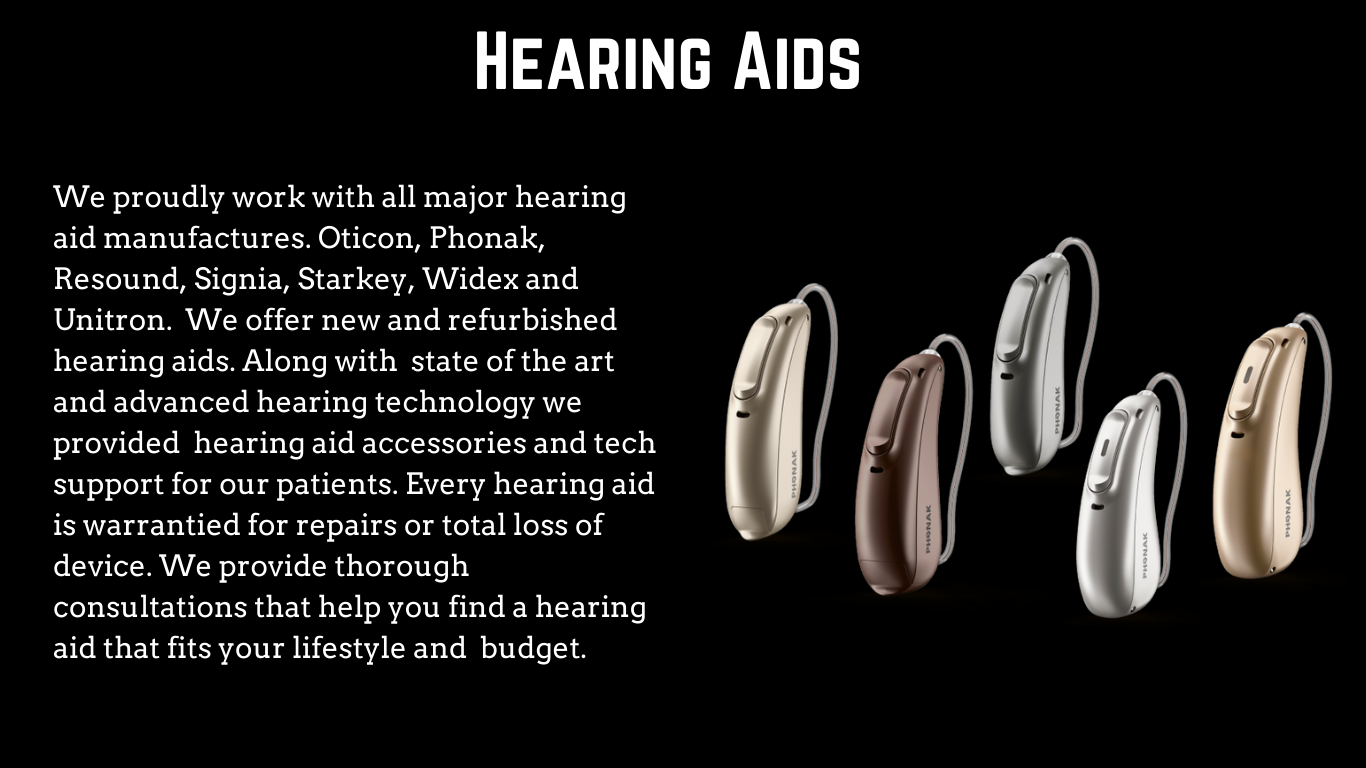 Hearing Aids
We proudly work with all major hearing
aid manufactures. Oticon, Phonak,
Resound, Signia, Starkey, Widex and
Unitron.  We offer new and refurbished
hearing aids. Along with  state of the art
and advanced hearing technology we
provided  hearing aid accessories and tech
support for our patients. Every hearing aid
is warrantied for repairs or total loss of
device. We provide thorough
consultations that help you find a hearing
aid that fits your lifestyle and  budget.
PHONAK
PHONAK
PHONAK
PHONAK
PHONAK